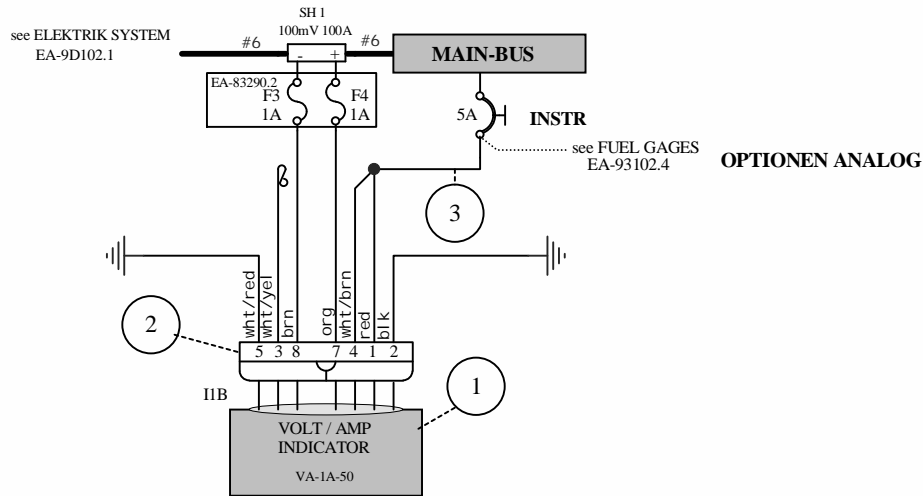 SH 1
100mV 100A
see ELEKTRIK SYSTEM
EA-9D102.1
#6
#6
- +
MAIN-BUS
EA-83290.2
F3
1A
F4
1A
5A
INSTR
see FUEL GAGES
EA-93102.4
OPTIONEN ANALOG
3
wht/red
wht/yel
brn
org
wht/brn
red
blk
2
5 3 8 7 4 1 2
I1B
1
VOLT / AMP
INDICATOR
VA-1A-50